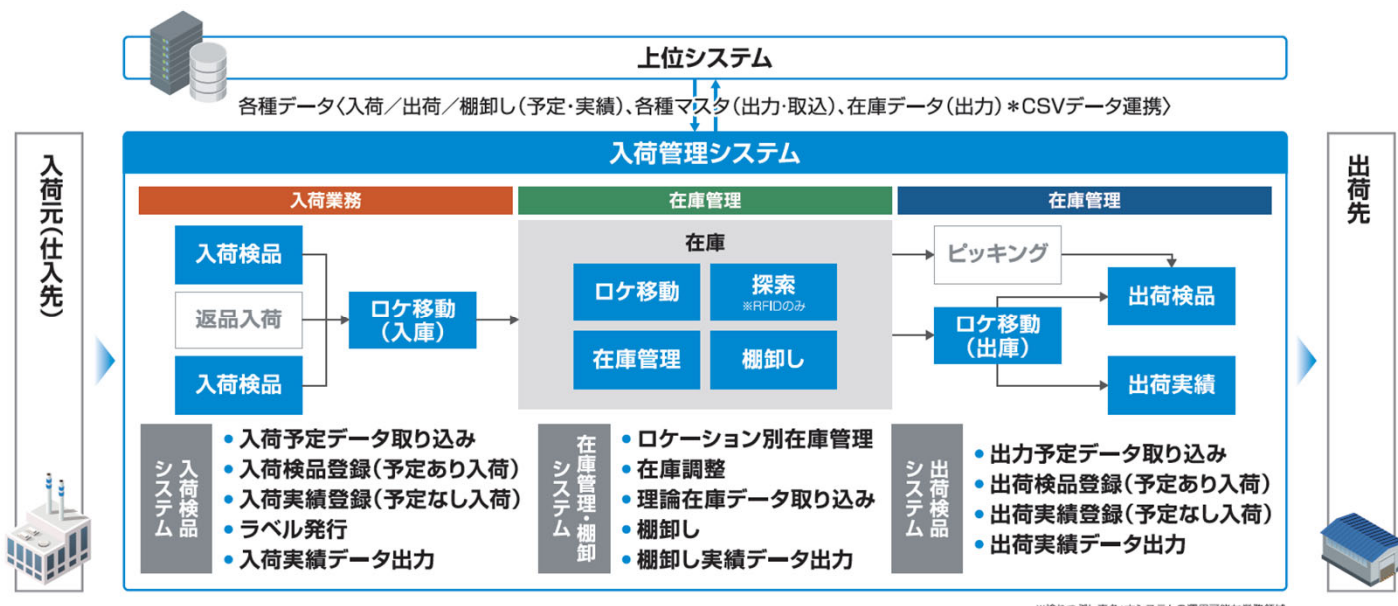 上位システム
各種データ〈入荷／出荷／棚卸し(予定・実績)、各種マスタ(出力・取込)、在庫データ(出力)＊CSVデータ連携〉
入荷元(仕入先)
入荷管理システム
出荷先
入荷業務
在庫管理
在庫管理
入荷検品
返品入荷
入荷検品
ロケ移動
(入庫)
在庫
ロケ移動
探索
※RFIDのみ
在庫管理
棚卸し
ピッキング
ロケ移動
(出庫)
出荷検品
出荷実績
入荷検品
システム
•入荷予定データ取り込み
•入荷検品登録(予定あり入荷)
•入荷実績登録(予定なし入荷)
•ラベル発行
•入荷実績データ出力
在庫管理・棚卸
システム
•ロケーション別在庫管理
•在庫調整
•理論在庫データ取り込み
•棚卸し
•棚卸し実績データ出力
出荷検品
システム
•出力予定データ取り込み
•出荷検品登録(予定あり入荷)
•出荷実績登録(予定なし入荷)
•出荷実績データ出力